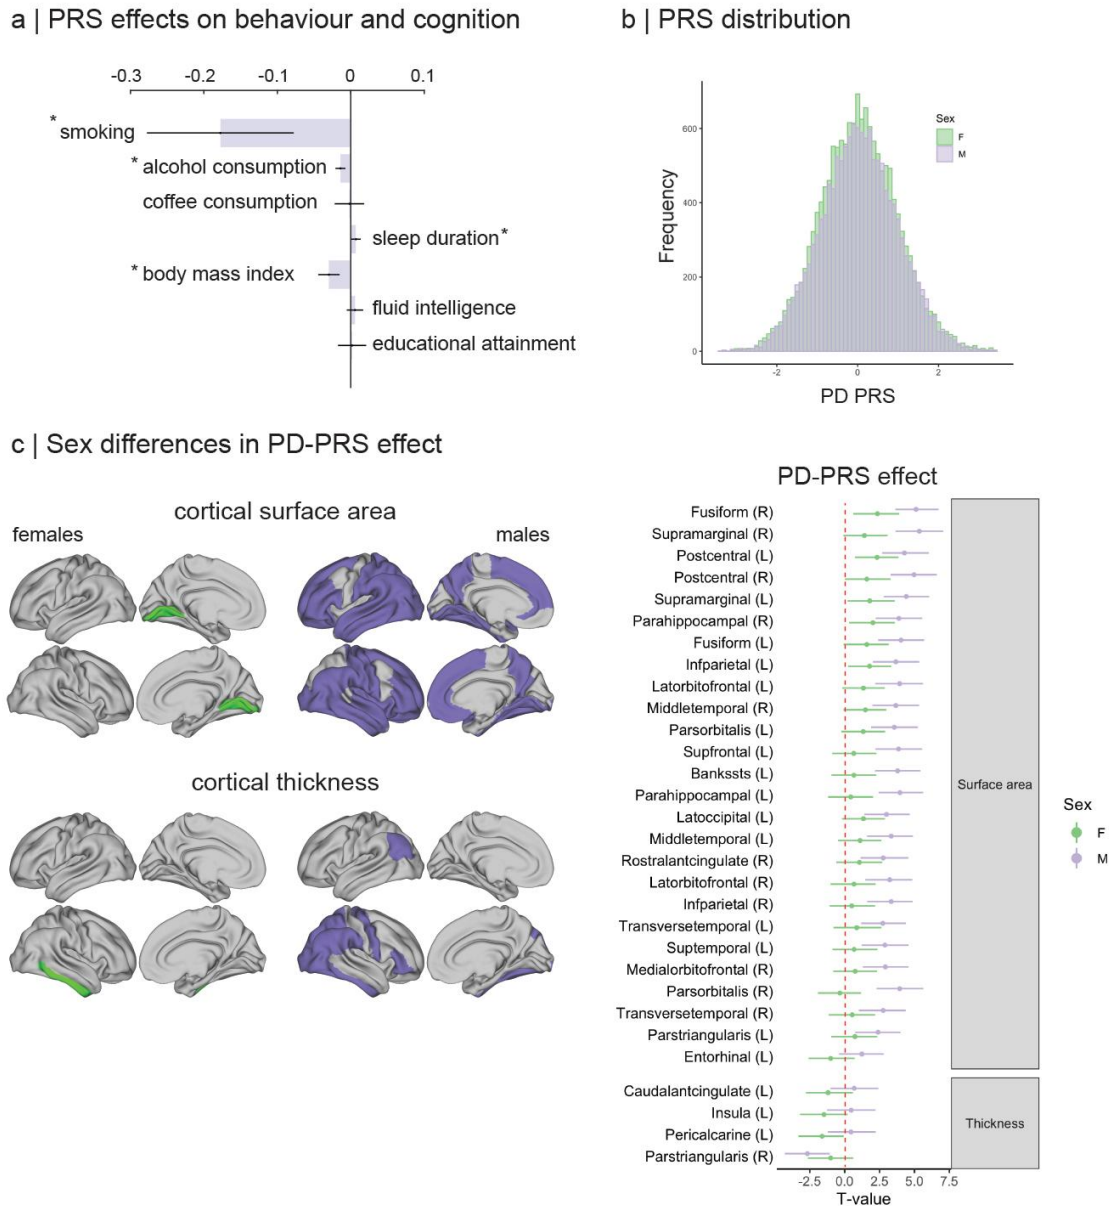 a | PRS effects on behaviour and cognition
-0.3 -0.2 -0.1 0 0.1
* smoking
* alcohol consumption
coffee consumption
sleep duration*
* body mass index
fluid intelligence
educational attainment
b | PRS distribution
Frequency
600
400
200
0
-2 0 2
PD PRS
Sex
F
M
c | Sex differences in PD-PRS effect
cortical surface area
females males
cortical thickness
PD-PRS effect
Fusiform (R)
Supramarginal (R)
Postcentral (L)
Postcentral (R)
Supramarginal (L)
Parahippocampal (R)
Fusiform (L)
Infparietal (L)
Latorbitofrontal (L)
Middletemporal (R)
Parsorbitalis (L)
Supfrontal (L)
Bankssts (L)
Parahippocampal (L)
Latoccipital (L)
Middletemporal (L)
Rostralantcingulate (R)
Latorbitofrontal (R)
Infparietal (R)
Transversetemporal (L)
Suptemporal (L)
Medialorbitofrontal (R)
Parsorbitalis (R)
Transversetemporal (R)
Parstriangularis (L)
Entorhinal (L)
Surface area
Caudalantcingulate (L)
Insula (L)
Pericalcarine (L)
Parstriangularis (R)
Thickness
-2.5 0.0 2.5 5.0 7.5
T-value
Sex
F
M